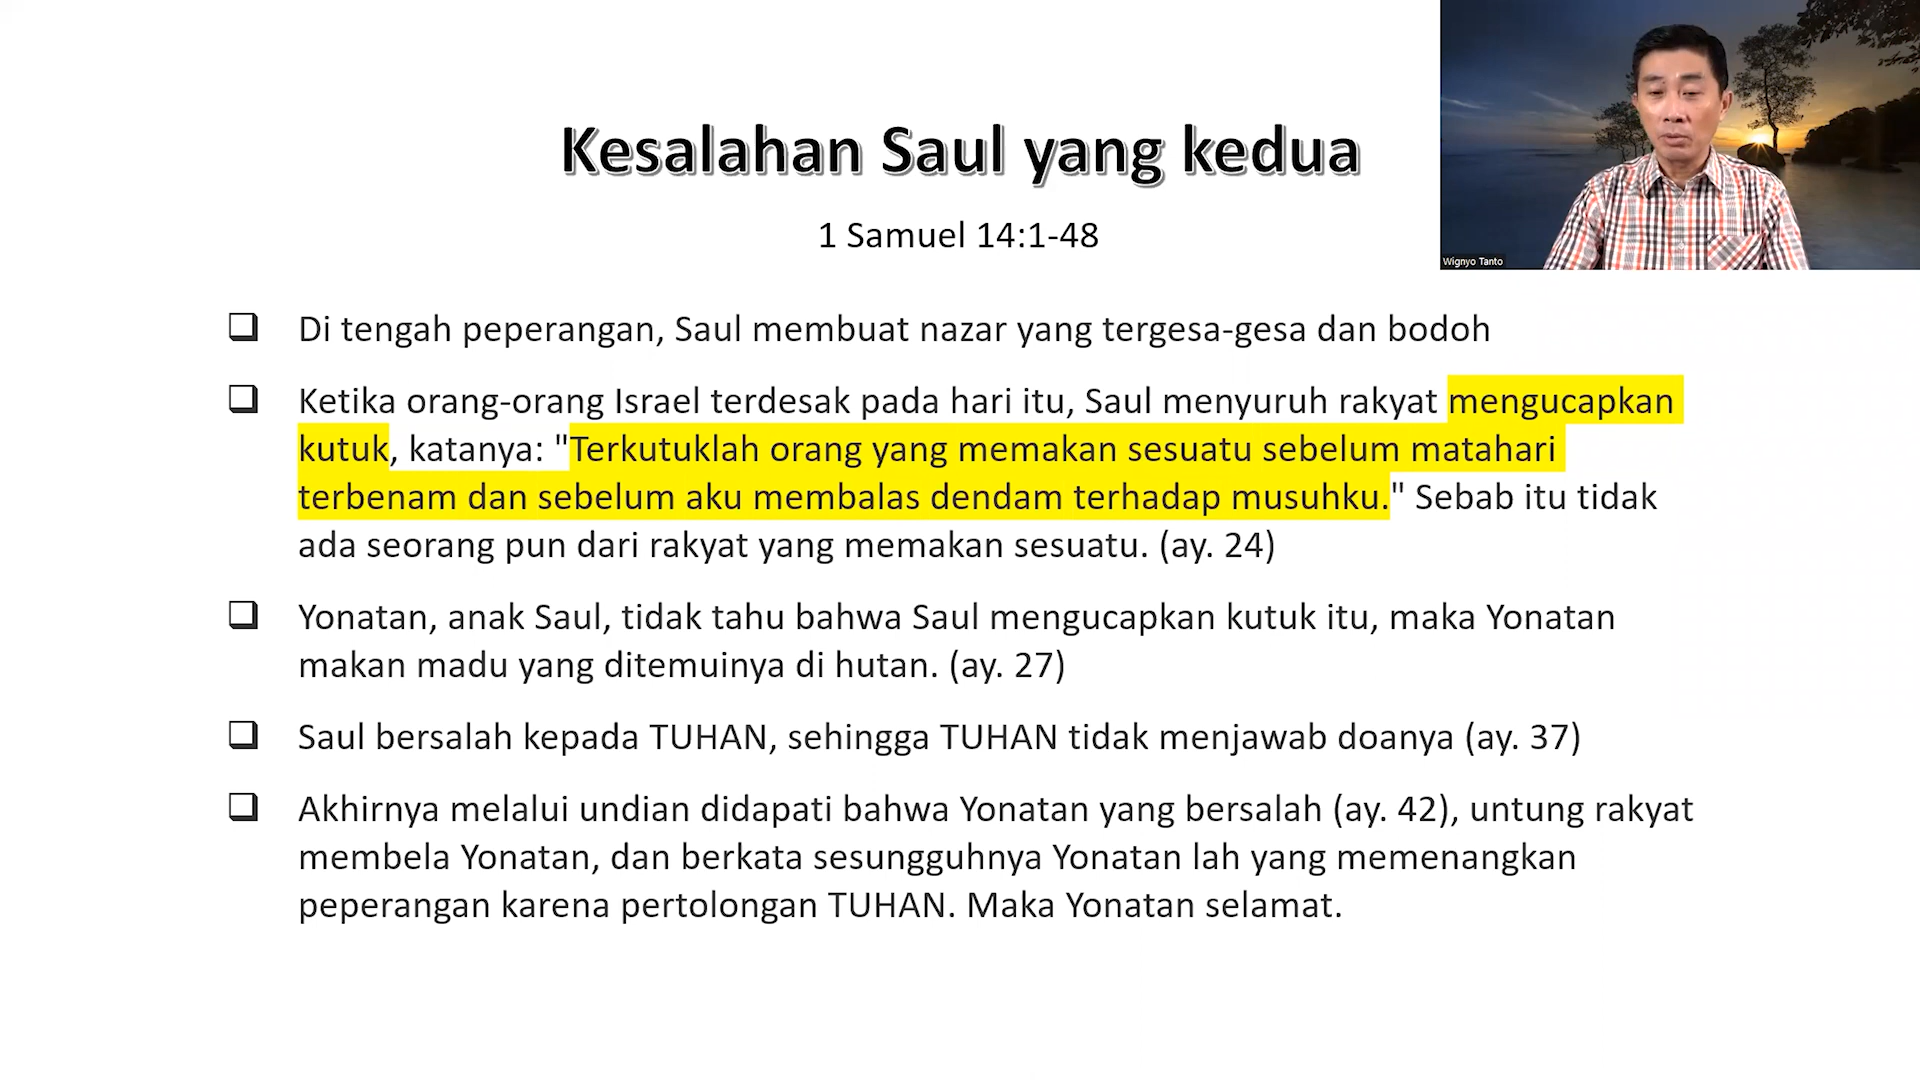 Kesalahan Saul yang kedua
1 Samuel 14:1-48
Wignyo Tanto
Di tengah peperangan, Saul membuat nazar yang tergesa-gesa dan bodoh
Ketika orang-orang Israel terdesak pada hari itu, Saul menyuruh rakyat mengucapkan
kutuk, katanya: "Terkutuklah orang yang memakan sesuatu sebelum matahari
terbenam dan sebelum aku membalas dendam terhadap musuhku." Sebab itu tidak
ada seorang pun dari rakyat yang memakan sesuatu. (ay. 24)
Yonatan, anak Saul, tidak tahu bahwa Saul mengucapkan kutuk itu, maka Yonatan
makan madu yang ditemuinya di hutan. (ay. 27)
Saul bersalah kepada TUHAN, sehingga TUHAN tidak menjawab doanya (ay. 37)
Akhirnya melalui undian didapati bahwa Yonatan yang bersalah (ay. 42), untung rakyat
membela Yonatan, dan berkata sesungguhnya Yonatan lah yang memenangkan
peperangan karena pertolongan TUHAN. Maka Yonatan selamat.